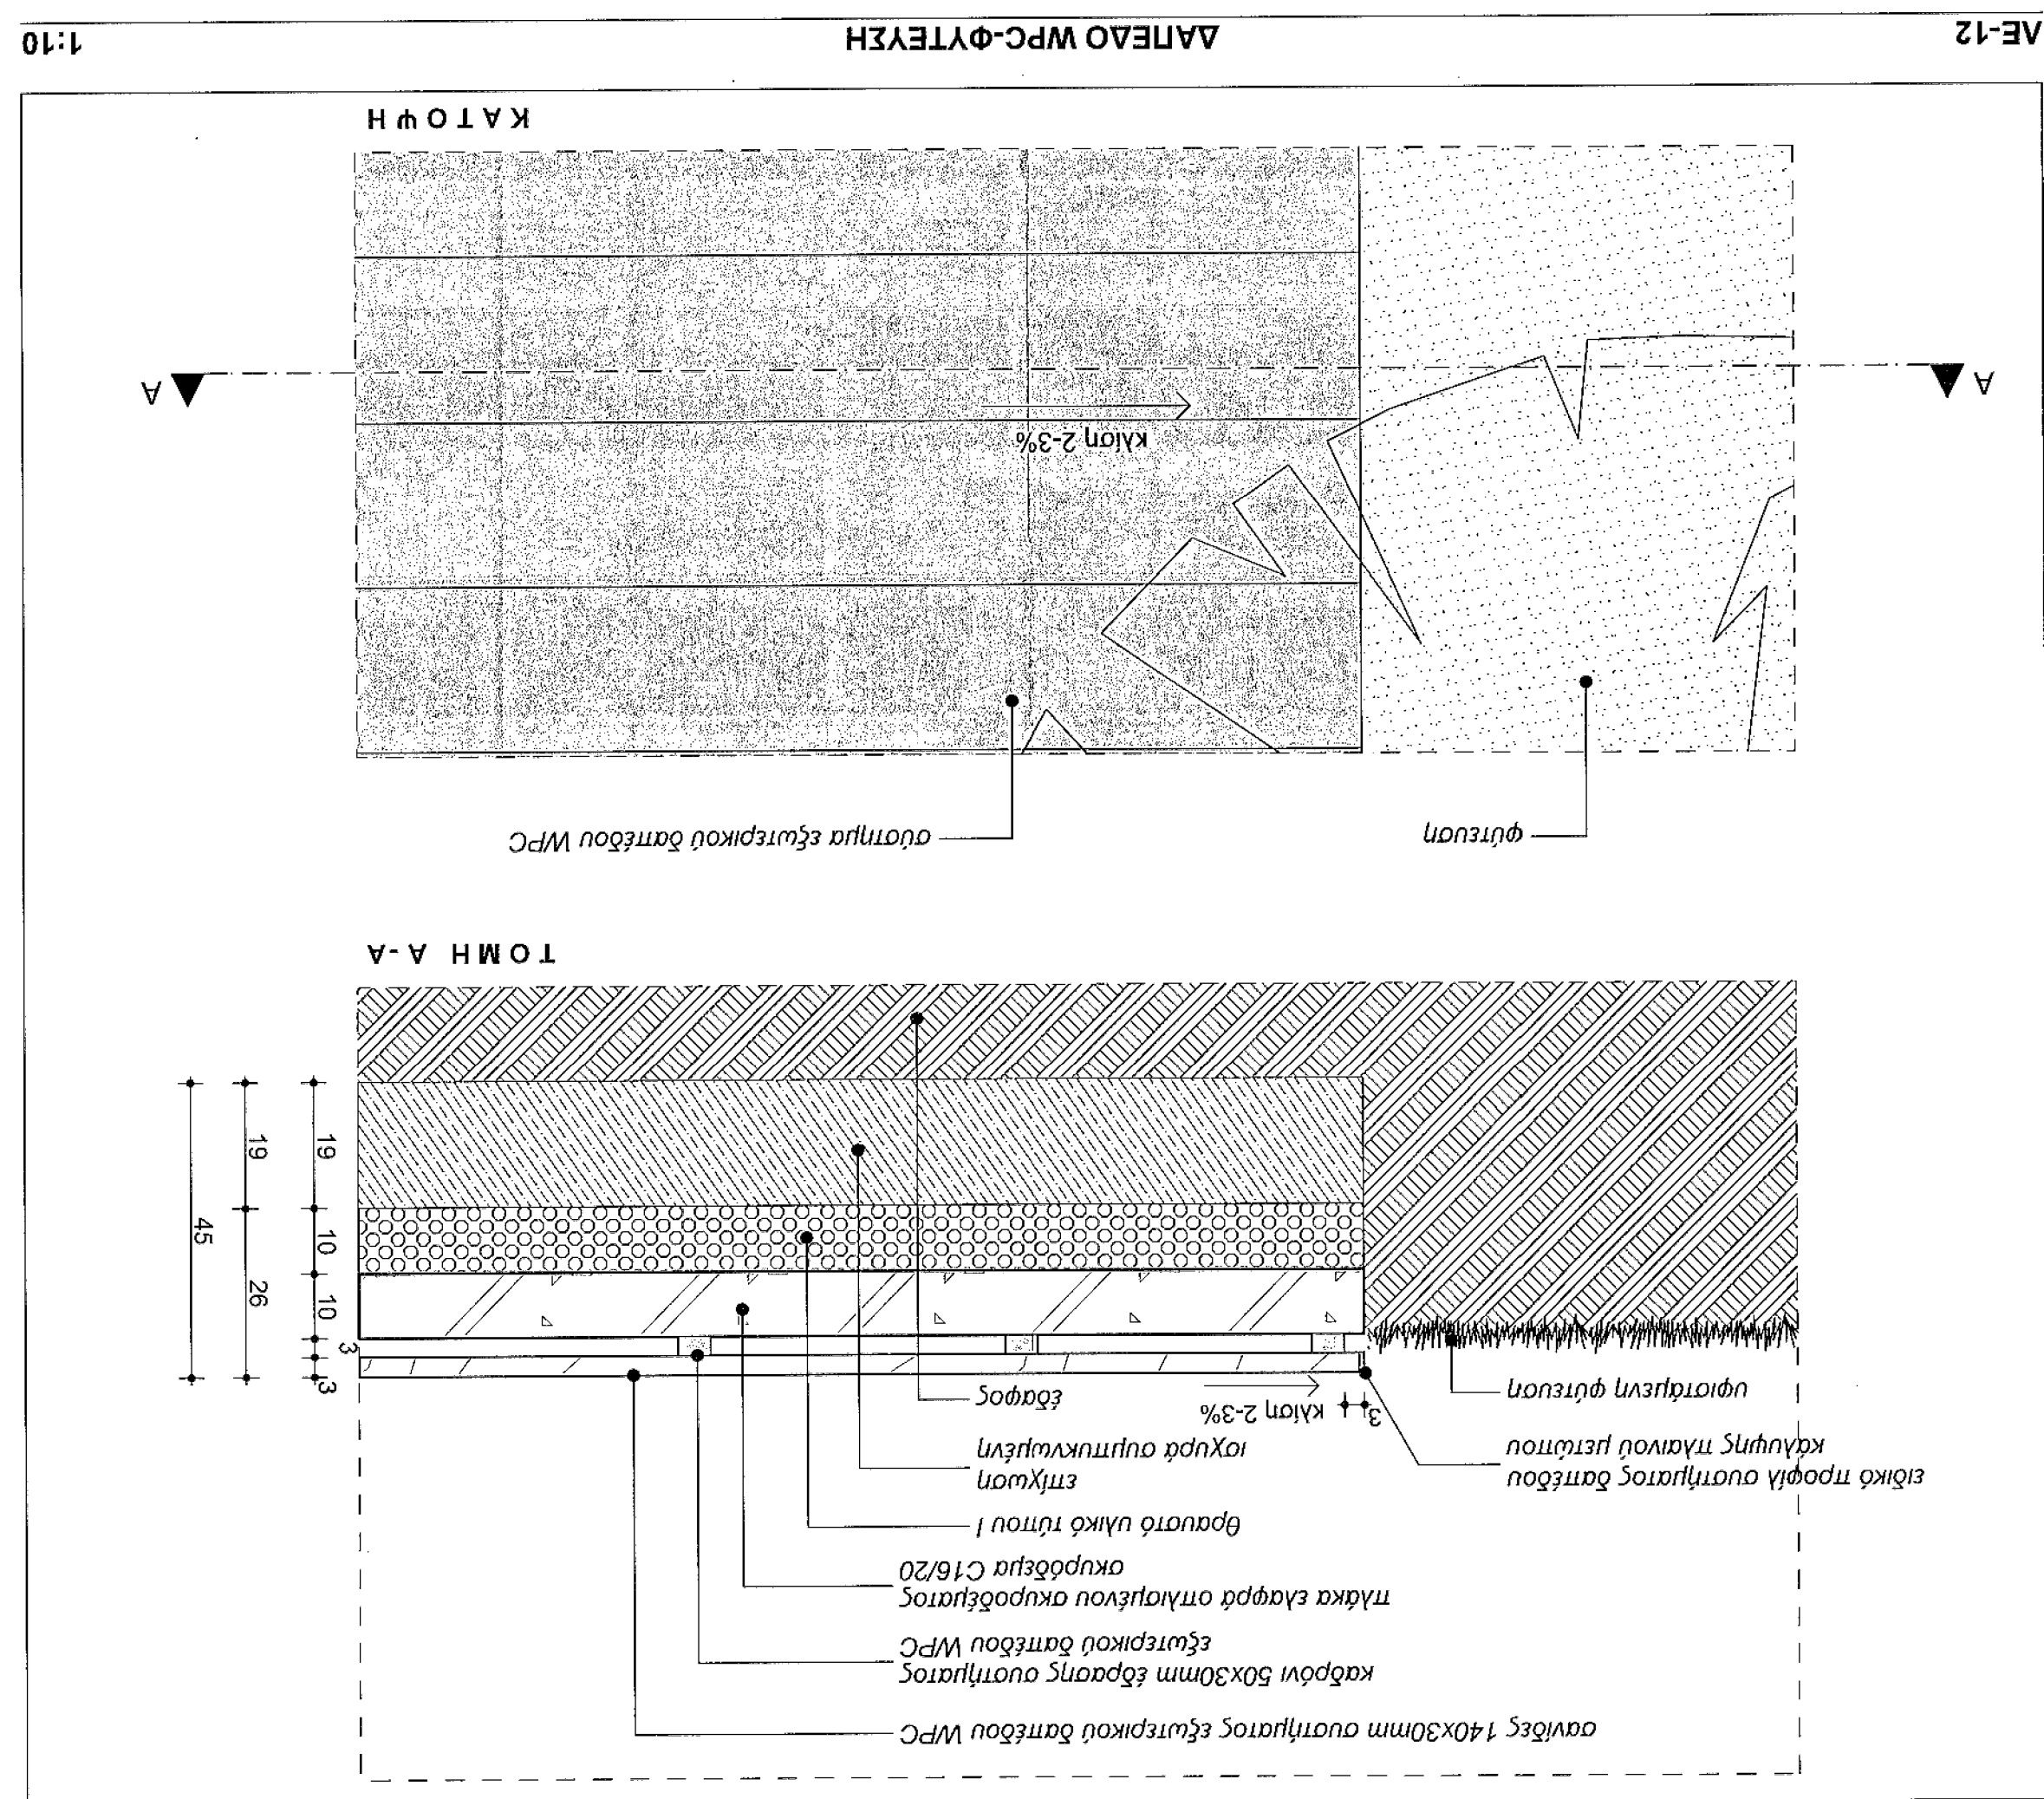 σανίδες 140x30mm συστήματος εξωτερικού δαπέδου WPC
καδρόνι 50x30mm έδρασης συστήματος
εξωτερικού δαπέδου WPC
πλάκα ελαφρά οπλισμένου σκυροδέματος
σκυρόδεμα C16/20
θραυστό υλικό τύπου Ι
ειδικό προφίλ συστήματος δαπέδου
κάλυψης πλαινού μετώπου
επίχωση
ισχυρά συμπυκνωμένη
υφιστάμενη φύτευση
3
κλίση 2-3%
έδαφος
3
3
10
26
10
45
19
19
ΤΟΜΗ Α-Α
φύτευση
σύστημα εξωτερικού δαπέδου WPC
κλίση 2-3%
Α
Α
ΚΑΤΟΨΗ
ΛΕ-12
ΔΑΠΕΔΟ WPC-ΦΥΤΕΥΣΗ
1:10